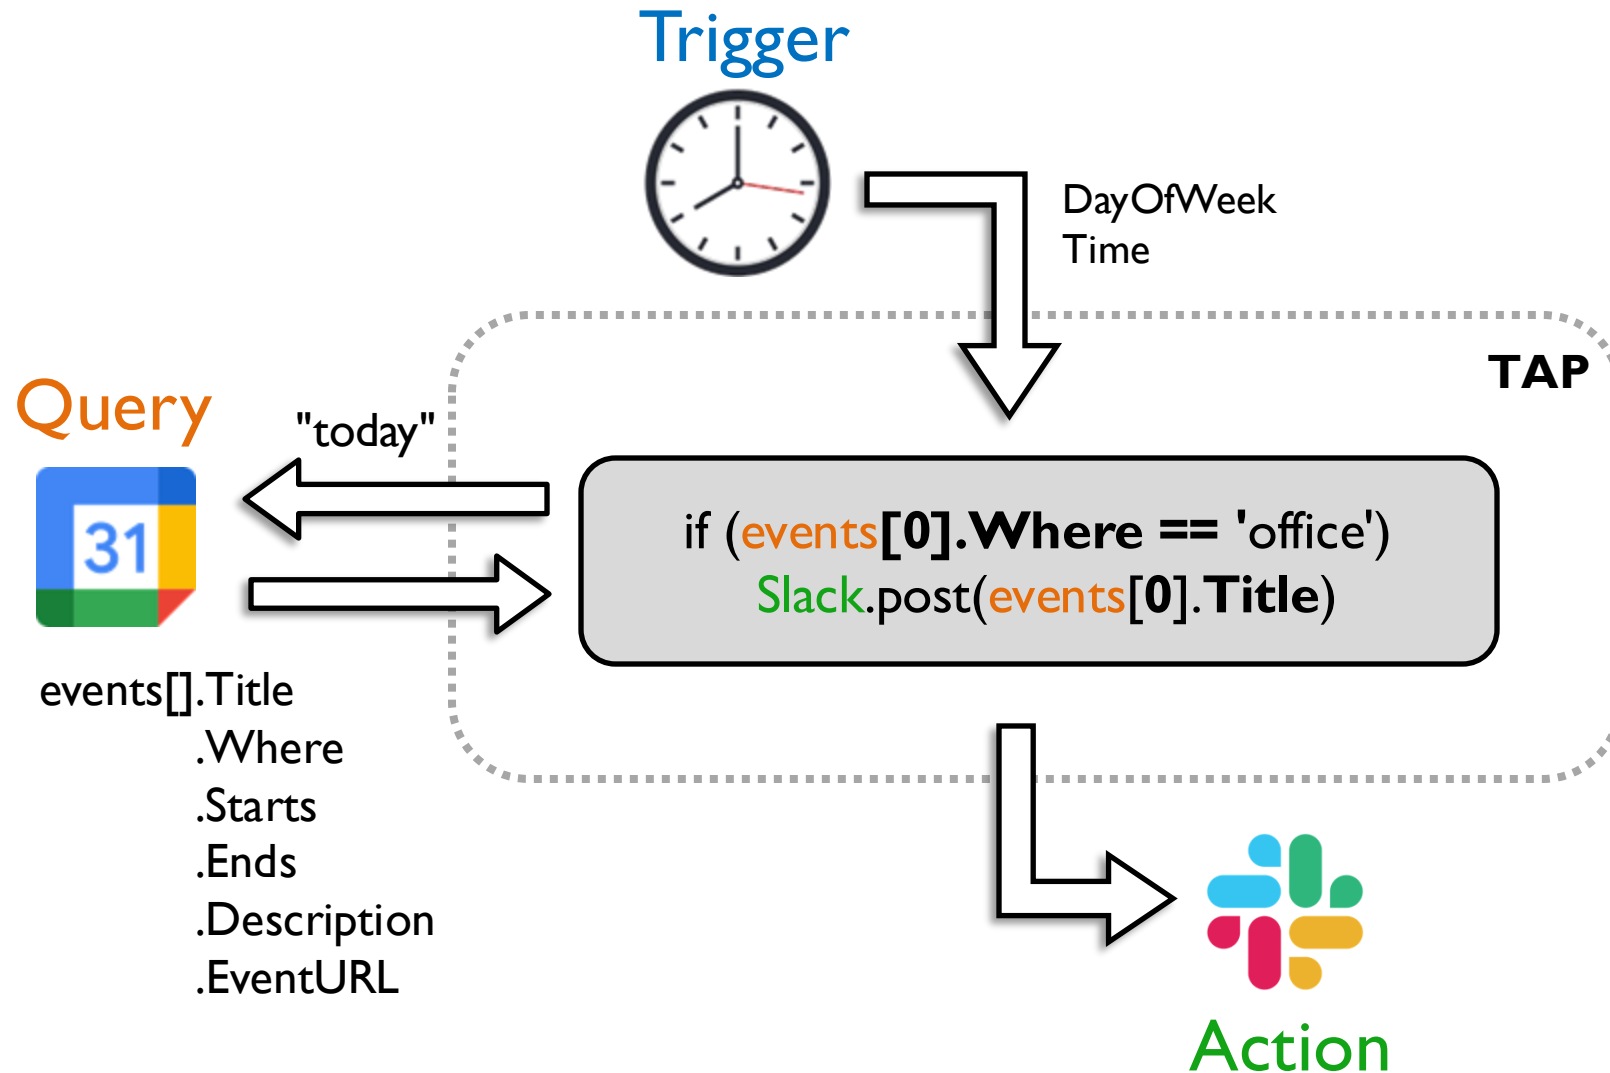 Trigger
DayOfWeek
Time
TAP
Query
"today"
31
if (events[0].Where == 'office')
Slack.post(events[0].Title)
events[].Title
.Where
.Starts
.Ends
.Description
.EventURL
Action